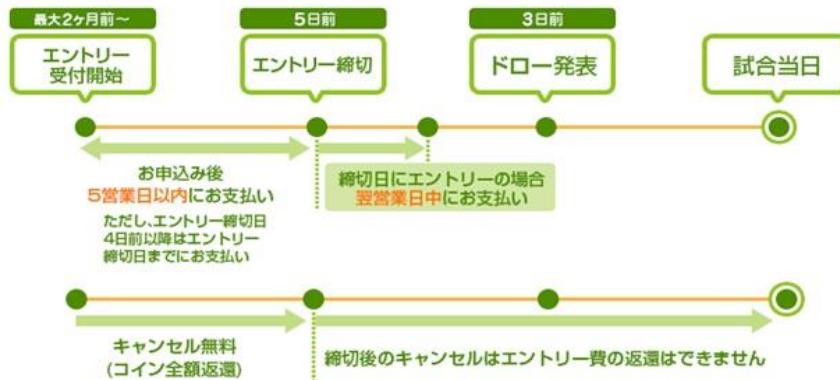 最大2ヶ月前～
5日前
3日前
エントリー
受付開始
エントリー締切
ドロー発表
試合当日
お申込み後
5営業日以内にお支払い
ただし、エントリー締切日
4日前以降はエントリー
締切日までにお支払い
締切日にエントリーの場合
翌営業日中にお支払い
キャンセル無料
(コイン全額返還)
締切後のキャンセルはエントリー費の返還はできません